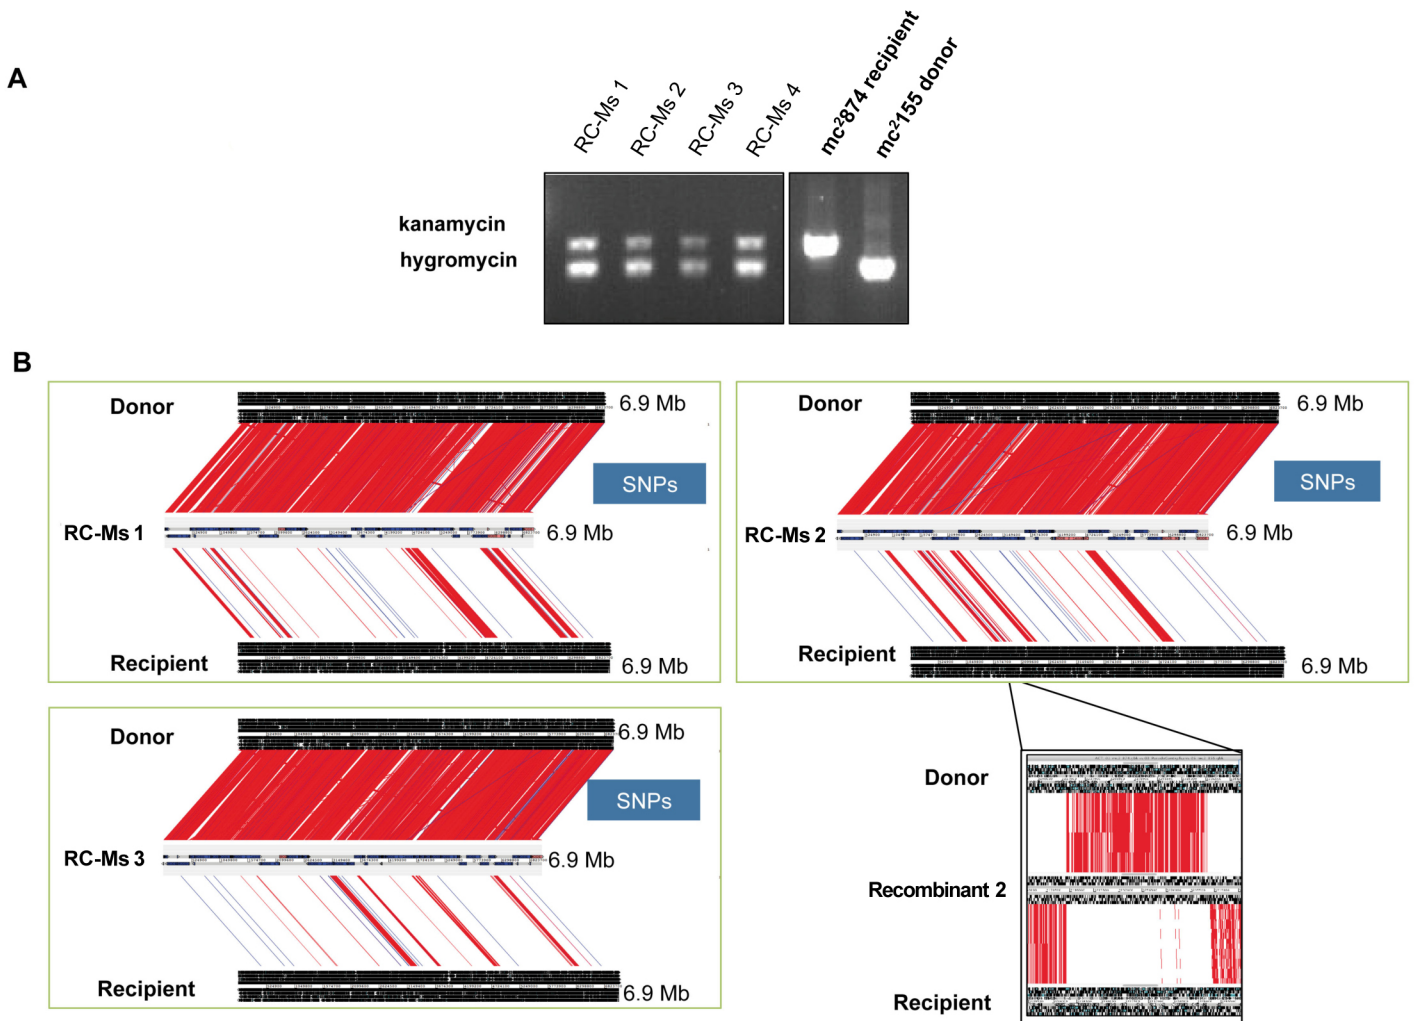 A
RC-Ms 1
RC-Ms 2
RC-Ms 3
RC-Ms 4
mc²874 recipient
mc²155 donor
kanamycin
hygromycin
B
Donor
6.9 Mb
SNPs
RC-Ms 1
6.9 Mb
Recipient
6.9 Mb
Donor
6.9 Mb
SNPs
RC-Ms 2
6.9 Mb
Recipient
6.9 Mb
Donor
6.9 Mb
SNPs
RC-Ms 3
6.9 Mb
Recipient
6.9 Mb
Donor
Recombinant 2
Recipient